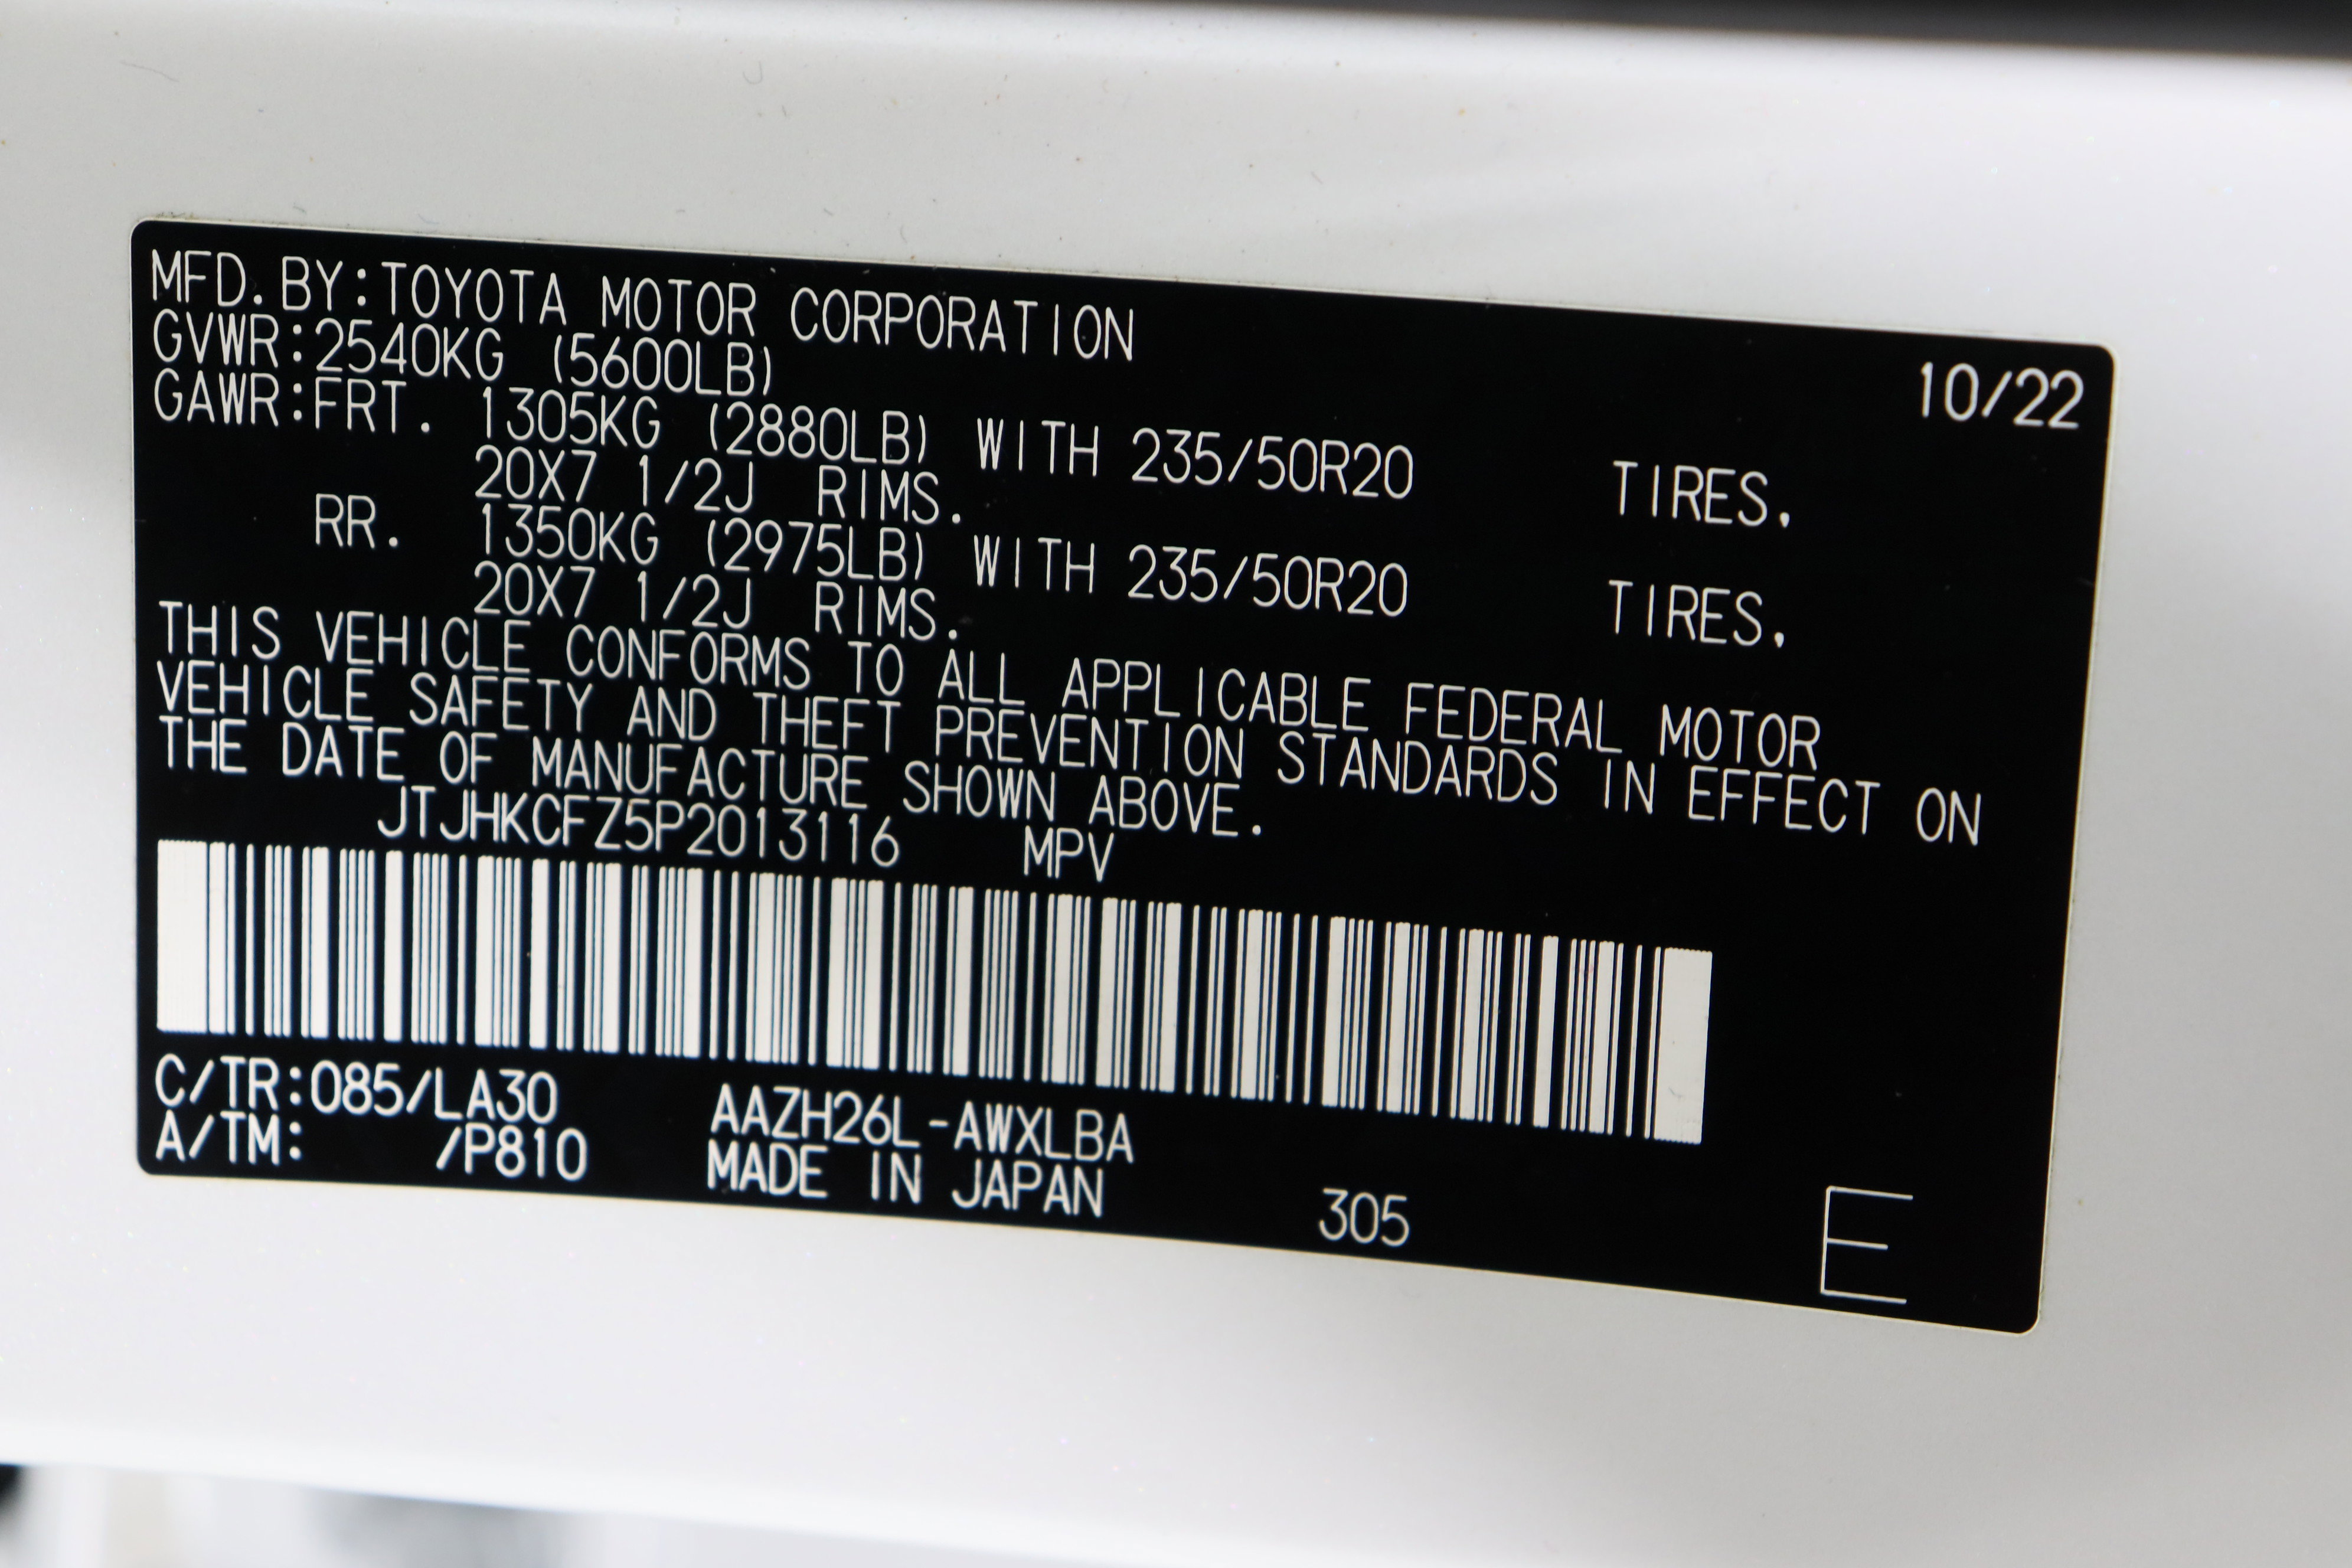 MFD.BY:TOYOTA MOTOR CORPORATION 10/22
GVWR:2540KG (5600LB)
GAWR:FRT. 1305KG (2880LB) WITH 235/50R20 TIRES.
20X7 1/2J RIMS.
RR. 1350KG (2975LB) WITH 235/50R20 TIRES.
20X7 1/2J RIMS.
THIS VEHICLE CONFORMS TO ALL APPLICABLE FEDERAL MOTOR
VEHICLE SAFETY AND THEFT PREVENTION STANDARDS IN EFFECT ON
THE DATE OF MANUFACTURE SHOWN ABOVE.
JTJHKCFZ5P2013116 MPV
C/TR:085/LA30 AAZH26L-AWXLBA
A/TM: /P810 MADE IN JAPAN 305 E